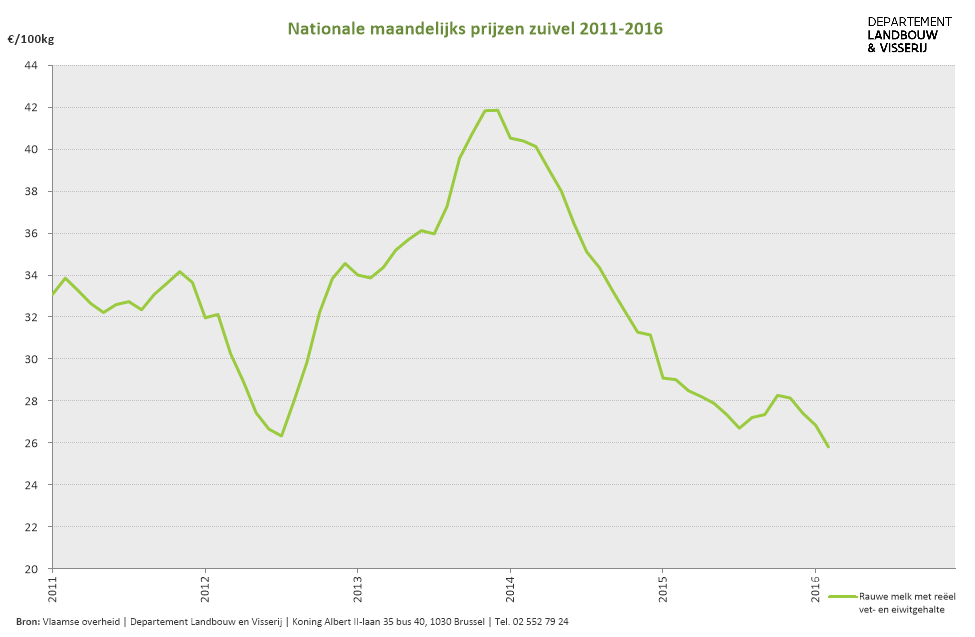 Nationale maandelijks prijzen zuivel 2011-2016
DEPARTEMENT
LANDBOUW
& VISSERIJ
€/100kg
44
42
40
38
36
34
32
30
28
26
24
22
20
2011
2012
2013
2014
2015
2016
Rauwe melk met reëel
vet- en eiwitgehalte
Bron: Vlaamse overheid | Departement Landbouw en Visserij | Koning Albert II-laan 35 bus 40, 1030 Brussel | Tel. 02 552 79 24